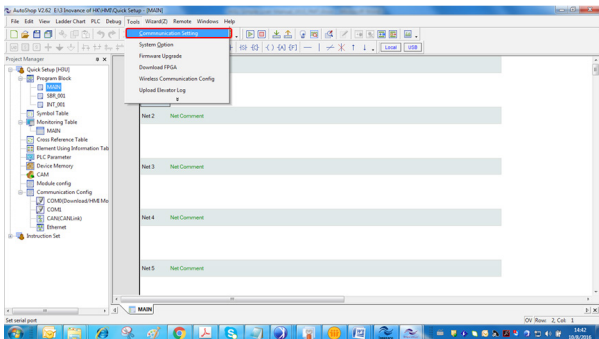 AutoShop V2.62 E:\3 Inovance of HK\HMI\Quick Setup - [MAIN]
File Edit View Ladder Chart PLC Debug Tools Wizard(Z) Remote Windows Help
Local USB
Project Manager
Communication Setting
System Option
Firmware Upgrade
Download FPGA
Wireless Communication Config
Upload Elevator Log
Quick Setup [H3U]
Program Block
MAIN
SBR_001
INT_001
Symbol Table
Monitoring Table
MAIN
Cross Reference Table
Element Using Information Tab
PLC Parameter
Device Memory
CAM
Module config
Communication Config
COM0(Download/HMI Mo
COM1
CAN(CANLink)
Ethernet
Instruction Set
Net 2 Net Comment
Net 3 Net Comment
Net 4 Net Comment
Net 5 Net Comment
MAIN
Set serial port
OV Row: 2, Col 1
14:42
10/8/2016